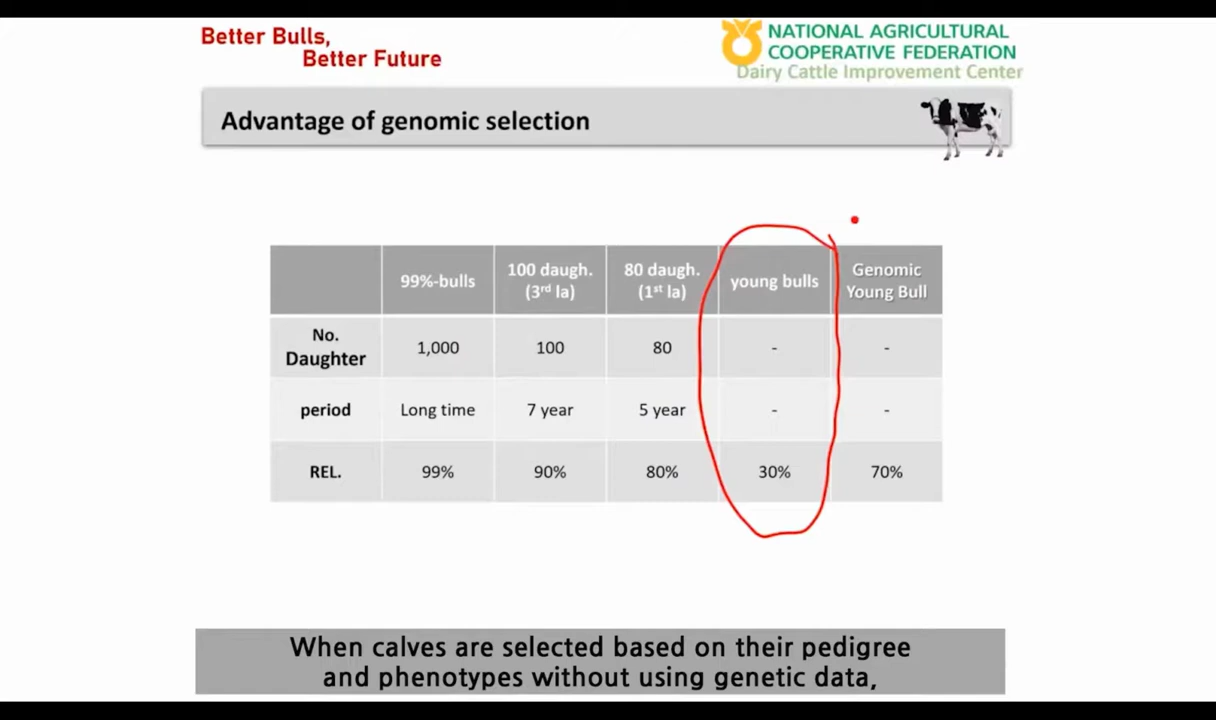 Better Bulls,
Better Future
NATIONAL AGRICULTURAL
COOPERATIVE FEDERATION
Dairy Cattle Improvement Center
Advantage of genomic selection
99%-bulls 100 daugh. (3rd la) 80 daugh. (1st la) young bulls Genomic Young Bull
No. Daughter 1,000 100 80 - -
period Long time 7 year 5 year - -
REL. 99% 90% 80% 30% 70%
When calves are selected based on their pedigree
and phenotypes without using genetic data,